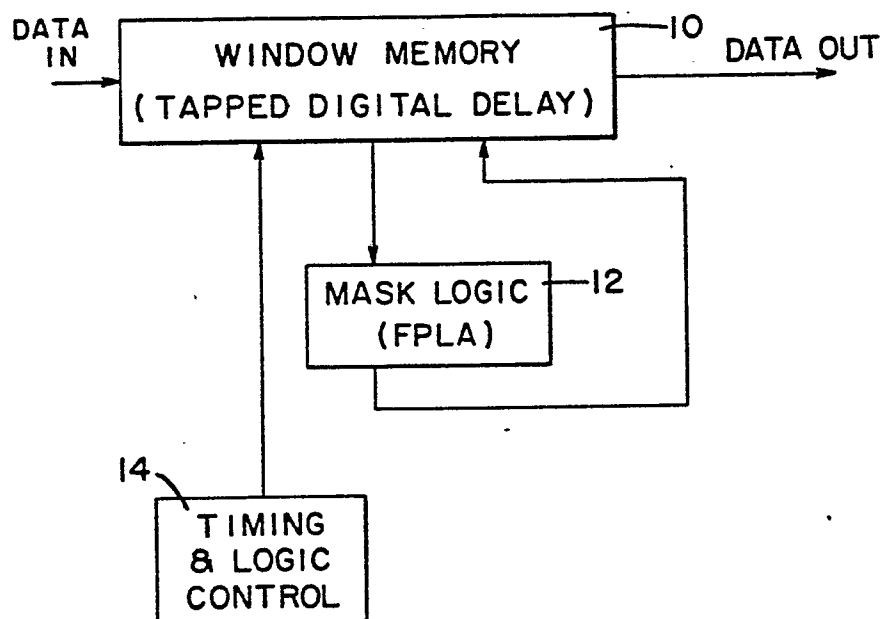 DATA
IN
WINDOW MEMORY
(TAPPED DIGITAL DELAY)
10
DATA OUT
MASK LOGIC
(FPLA)
12
14
TIMING
& LOGIC
CONTROL